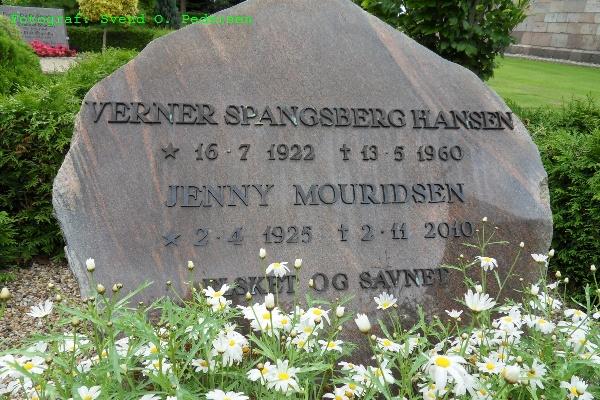 Fotograf: Svend O. Pedersen
VERNER SPANGSBERG HANSEN
★ 16·7 1922 † 13·5 1960
JENNY MOURIDSEN
★ 2·4 1925 † 2·11 2010
ELSKET OG SAVNET